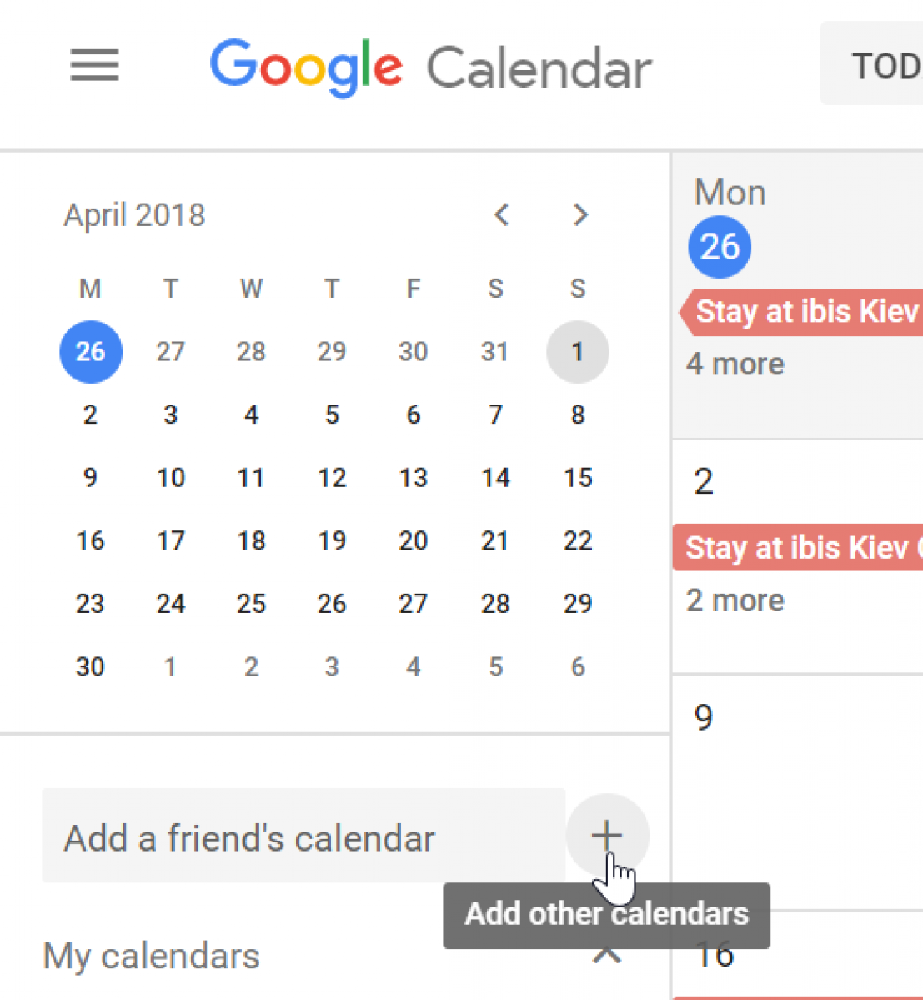 Google Calendar
TOD
April 2018
M T W T F S S
26 27 28 29 30 31 1
2 3 4 5 6 7 8
9 10 11 12 13 14 15
16 17 18 19 20 21 22
23 24 25 26 27 28 29
30 1 2 3 4 5 6
Add a friend's calendar
Add other calendars
My calendars
Mon
26
Stay at ibis Kiev
4 more
2
Stay at ibis Kiev
2 more
9
16